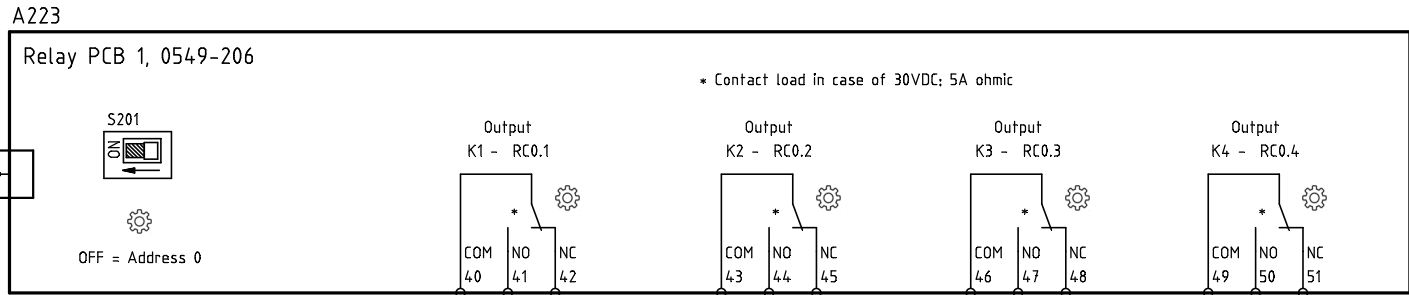 A223
Relay PCB 1, 0549-206
* Contact load in case of 30VDC: 5A ohmic
S201
ON
OFF = Address 0
Output
K1 - RC0.1
*
COM NO NC
40 41 42
Output
K2 - RC0.2
*
COM NO NC
43 44 45
Output
K3 - RC0.3
*
COM NO NC
46 47 48
Output
K4 - RC0.4
*
COM NO NC
49 50 51